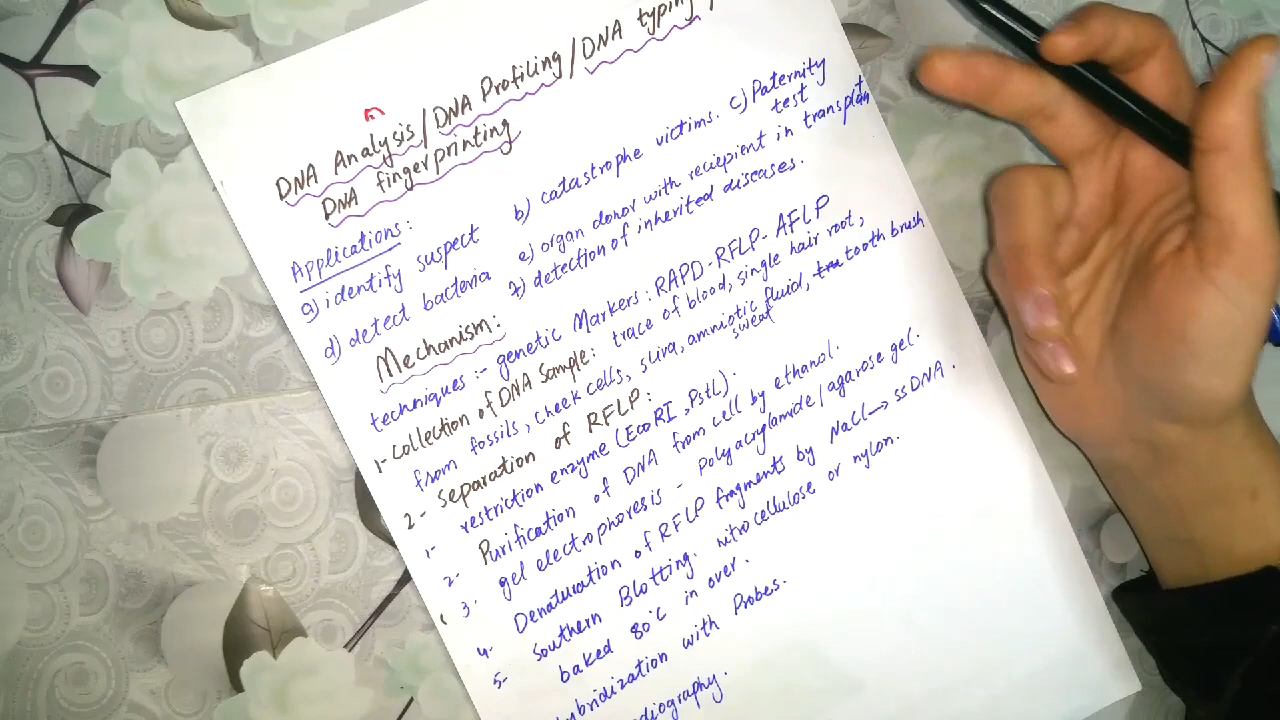 DNA Analysis/DNA Profiling/DNA typing/
DNA fingerprinting
Applications:
a) identify suspect b) catastrophe victims. c) Paternity test
d) detect bacteria e) organ donor with reciepient in transplan
f) detection of inherited diseases.
Mechanism:
techniques :- genetic Markers : RAPD-RFLP-AFLP
1- Collection of DNA Sample: trace of blood, single hair root,
from fossils, cheek cells, sliva, amniotic fluid, tooth brush
sweat
2- Separation of RFLP:
1- restriction enzyme (EcoRI, PstL).
2- Purification of DNA from cell by ethanol.
3- gel electrophoresis - polyacrylamide/agarose gel.
4- Denaturation of RFLP fragments by NaCl→ssDNA.
5- Southern Blotting. nitrocellulose or nylon.
baked 80°C in over.
ybridization with Probes.
diography.